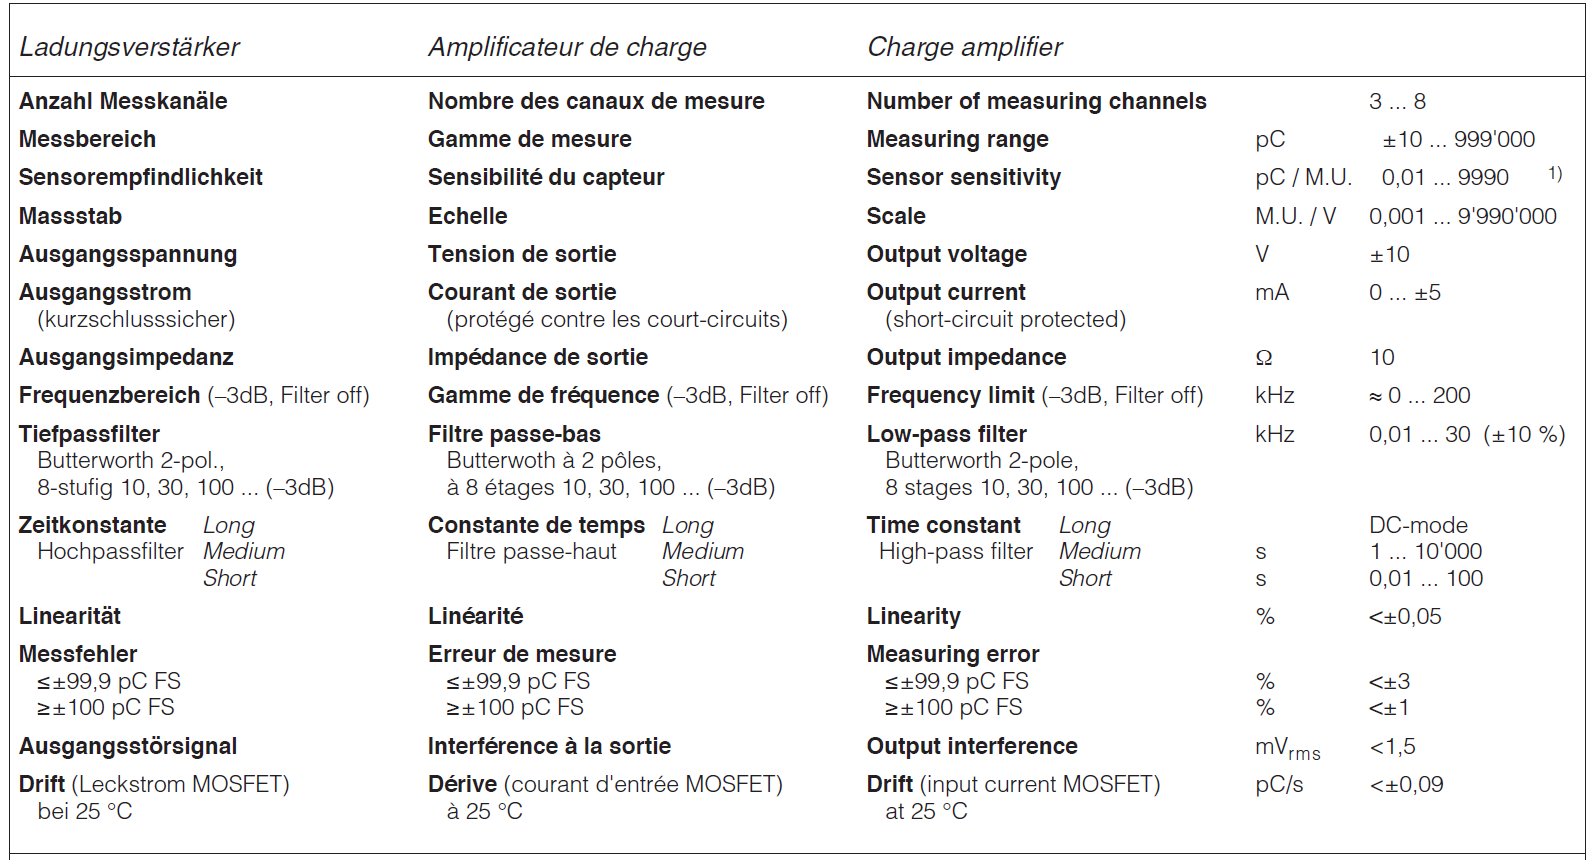 Ladungsverstärker Amplificateur de charge Charge amplifier
Anzahl Messkanäle Nombre des canaux de mesure Number of measuring channels 3 ... 8
Messbereich Gamme de mesure Measuring range pC ±10 ... 999'000
Sensorempfindlichkeit Sensibilité du capteur Sensor sensitivity pC / M.U. 0,01 ... 9990 1)
Massstab Echelle Scale M.U. / V 0,001 ... 9'990'000
Ausgangsspannung Tension de sortie Output voltage V ±10
Ausgangsstrom Courant de sortie Output current mA 0 ... ±5
(kurzschlusssicher) (protégé contre les court-circuits) (short-circuit protected)
Ausgangsimpedanz Impédance de sortie Output impedance Ω 10
Frequenzbereich (–3dB, Filter off) Gamme de fréquence (–3dB, Filter off) Frequency limit (–3dB, Filter off) kHz ≈ 0 ... 200
Tiefpassfilter Filtre passe-bas Low-pass filter kHz 0,01 ... 30 (±10 %)
Butterworth 2-pol., Butterwoth à 2 pôles, Butterworth 2-pole,
8-stufig 10, 30, 100 ... (–3dB) à 8 étages 10, 30, 100 ... (–3dB) 8 stages 10, 30, 100 ... (–3dB)
Zeitkonstante Long Constante de temps Long Time constant Long DC-mode
Hochpassfilter Medium Filtre passe-haut Medium High-pass filter Medium s 1 ... 10'000
Short Short Short s 0,01 ... 100
Linearität Linéarité Linearity % <±0,05
Messfehler Erreur de mesure Measuring error
≤±99,9 pC FS ≤±99,9 pC FS ≤±99,9 pC FS % <±3
≥±100 pC FS ≥±100 pC FS ≥±100 pC FS % <±1
Ausgangsstörsignal Interférence à la sortie Output interference mVrms <1,5
Drift (Leckstrom MOSFET) Dérive (courant d'entrée MOSFET) Drift (input current MOSFET) pC/s <±0,09
bei 25 °C à 25 °C at 25 °C